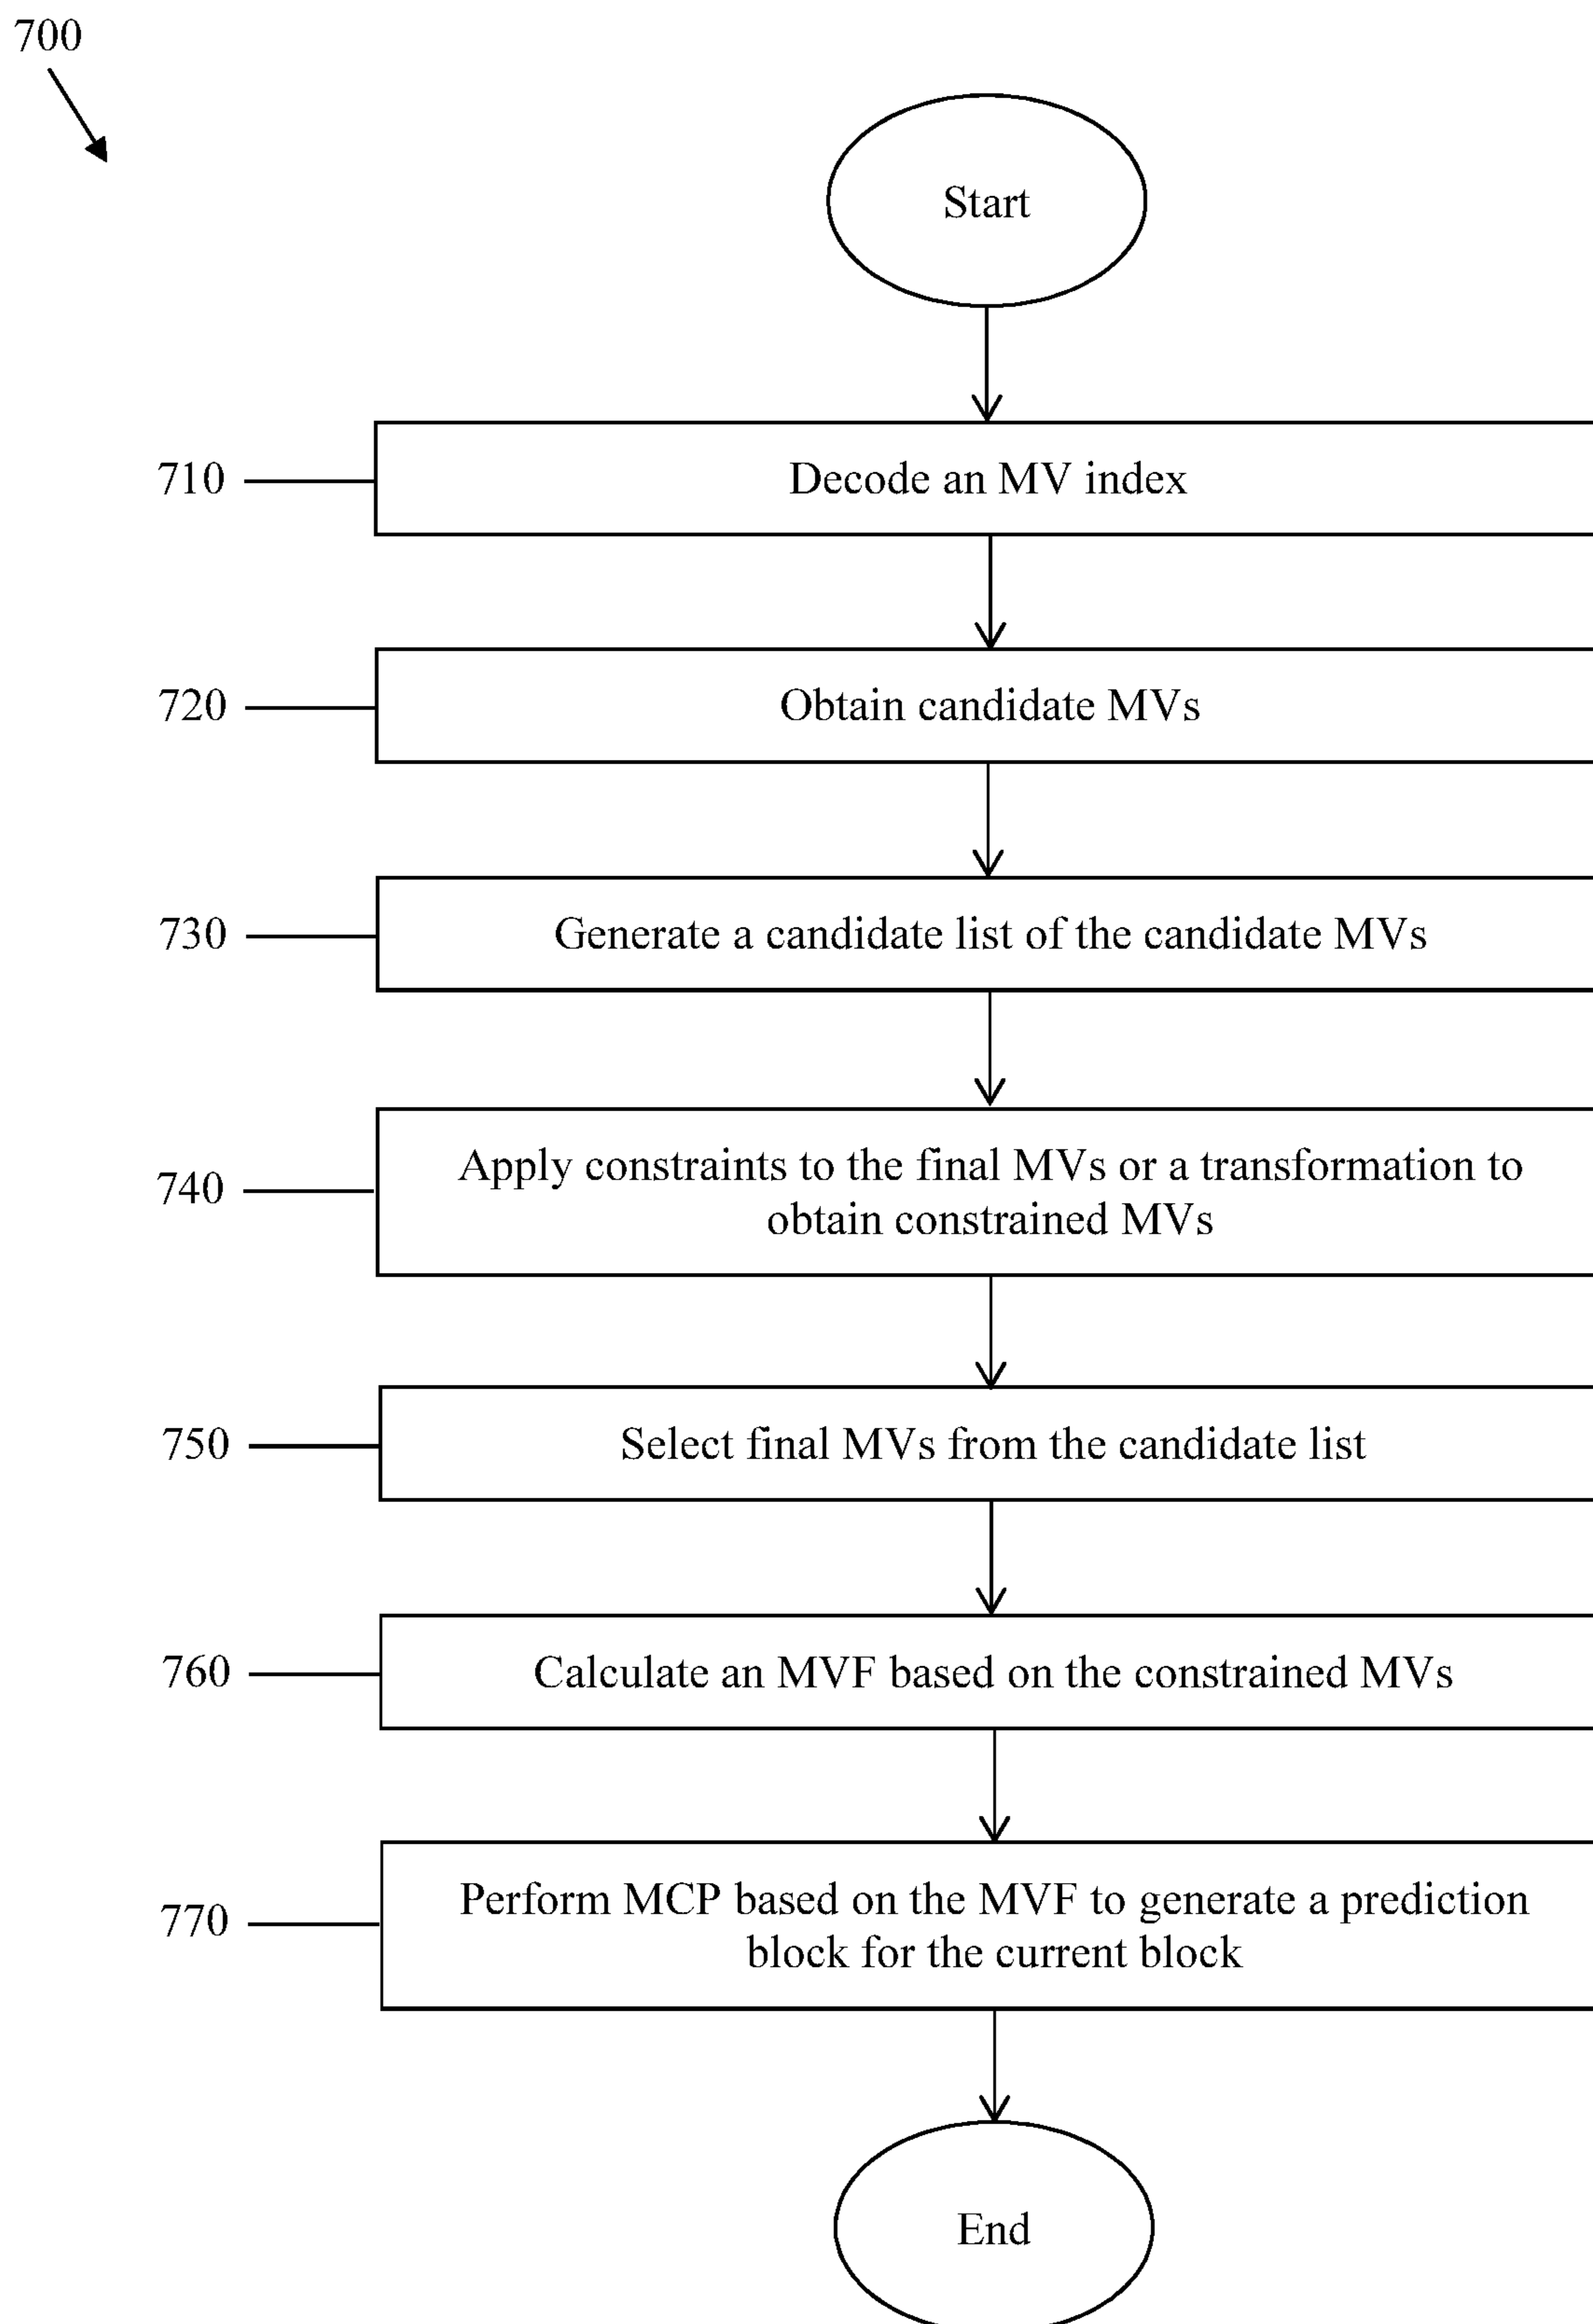 700
Start
710
Decode an MV index
720
Obtain candidate MVs
730
Generate a candidate list of the candidate MVs
740
Apply constraints to the final MVs or a transformation to
obtain constrained MVs
750
Select final MVs from the candidate list
760
Calculate an MVF based on the constrained MVs
770
Perform MCP based on the MVF to generate a prediction
block for the current block
End